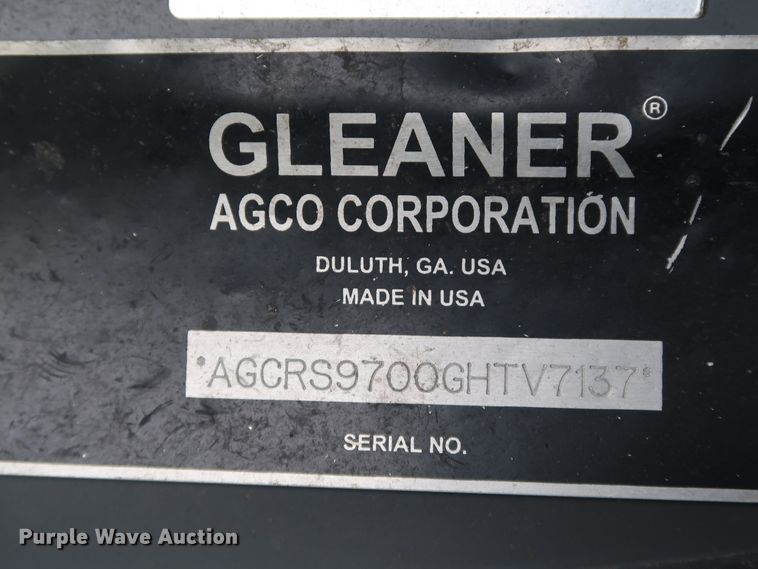 GLEANER®
AGCO CORPORATION
DULUTH, GA. USA
MADE IN USA
*AGCRS9700GHTV7137*
SERIAL NO.
Purple Wave Auction